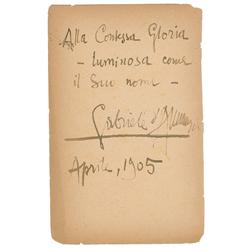 Alla Contessa Gloria
- luminosa come
il Suo nome -
Gabriele d'Annunzio
Aprile, 1905